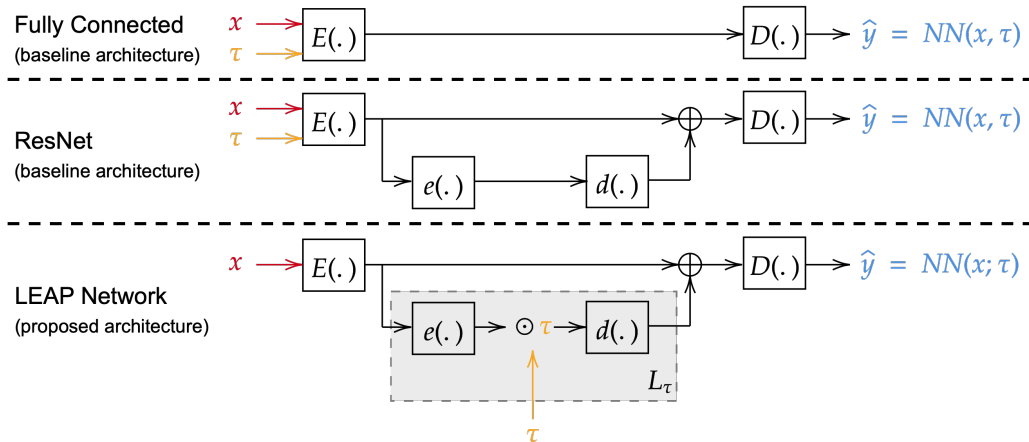 Fully Connected
(baseline architecture)
x
τ
E(.)
D(.)
ŷ = NN(x, τ)
ResNet
(baseline architecture)
x
τ
E(.)
e(.)
d(.)
D(.)
ŷ = NN(x, τ)
LEAP Network
(proposed architecture)
x
E(.)
e(.)
⊙ τ
d(.)
L_τ
τ
D(.)
ŷ = NN(x; τ)